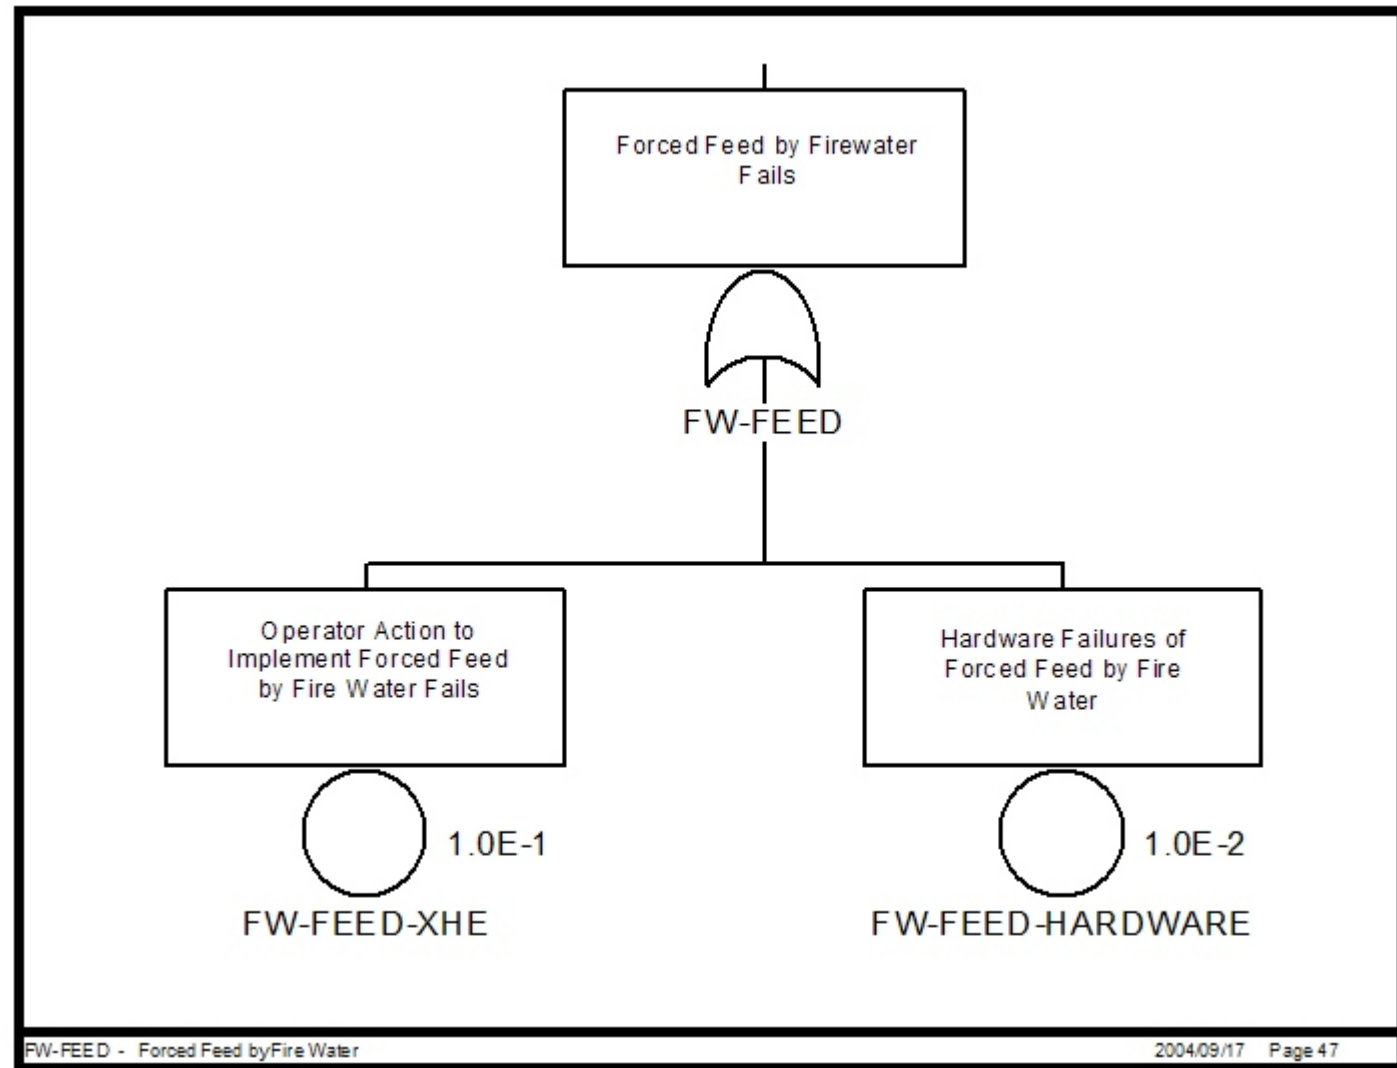 Forced Feed by Firewater
Fails
FW-FEED
Operator Action to
Implement Forced Feed
by Fire Water Fails
1.0E-1
FW-FEED-XHE
Hardware Failures of
Forced Feed by Fire
Water
1.0E-2
FW-FEED-HARDWARE
FW-FEED - Forced Feed byFire Water
2004/09/17 Page 47